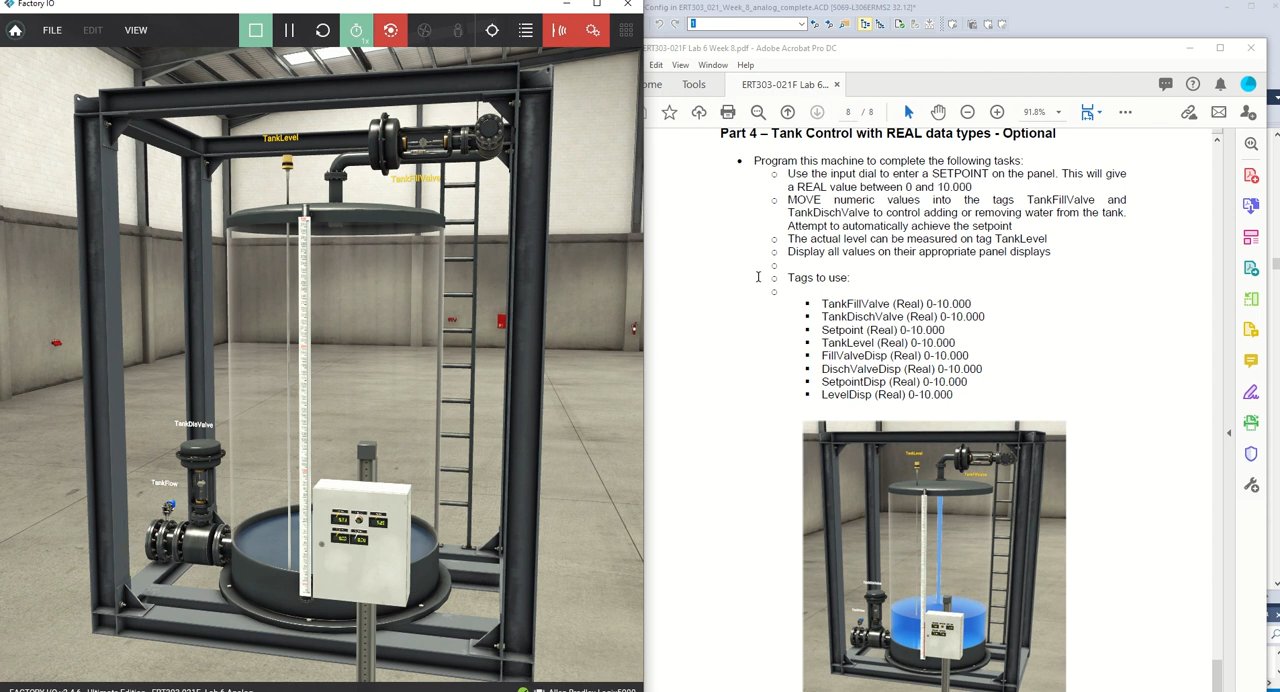 Factory IO
FILE
EDIT
VIEW
1x
TankLevel
TankFillValve
TankDisValve
TankFlow
Config in ERT303_021_Week_8_analog_complete.ACD [5069-L306ERMS2 32.12]*
ERT303-021F Lab 6 Week 8.pdf - Adobe Acrobat Pro DC
Edit View Window Help
ome
Tools
ERT303-021F Lab 6...
8 / 8
91.8%
Part 4 – Tank Control with REAL data types - Optional
• Program this machine to complete the following tasks:
○ Use the input dial to enter a SETPOINT on the panel. This will give
a REAL value between 0 and 10.000
○ MOVE numeric values into the tags TankFillValve and
TankDischValve to control adding or removing water from the tank.
Attempt to automatically achieve the setpoint
○ The actual level can be measured on tag TankLevel
○ Display all values on their appropriate panel displays
○ Tags to use:
▪ TankFillValve (Real) 0-10.000
▪ TankDischValve (Real) 0-10.000
▪ Setpoint (Real) 0-10.000
▪ TankLevel (Real) 0-10.000
▪ FillValveDisp (Real) 0-10.000
▪ DischValveDisp (Real) 0-10.000
▪ SetpointDisp (Real) 0-10.000
▪ LevelDisp (Real) 0-10.000
TankLevel